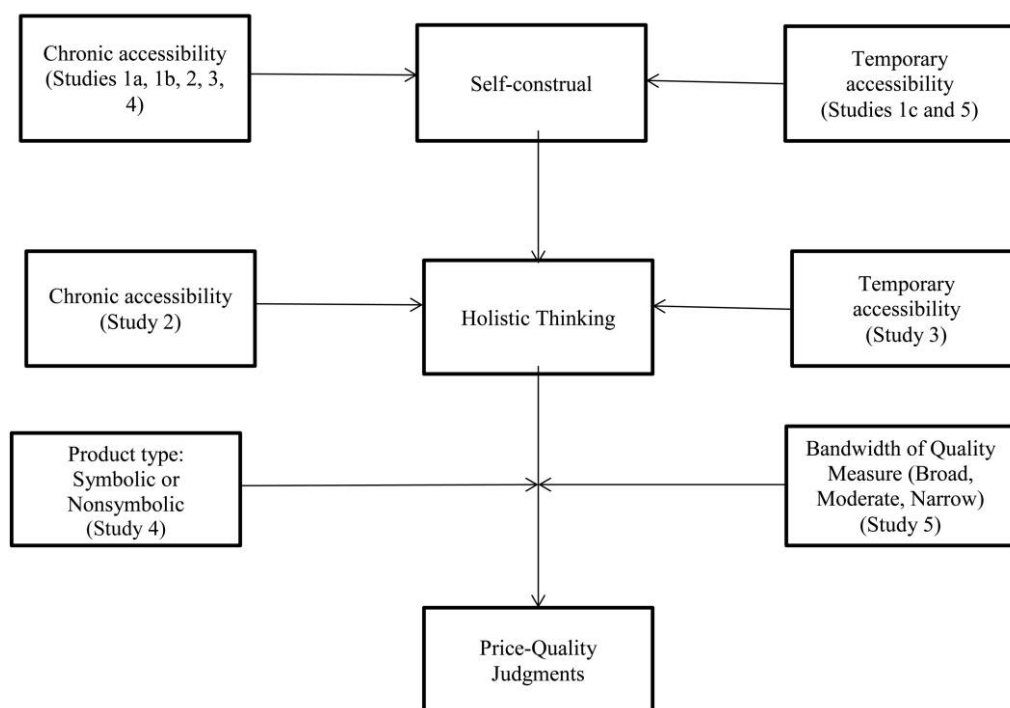 Chronic accessibility
(Studies 1a, 1b, 2, 3,
4)
Self-construal
Temporary
accessibility
(Studies 1c and 5)
Chronic accessibility
(Study 2)
Holistic Thinking
Temporary
accessibility
(Study 3)
Product type:
Symbolic or
Nonsymbolic
(Study 4)
Bandwidth of Quality
Measure (Broad,
Moderate, Narrow)
(Study 5)
Price-Quality
Judgments